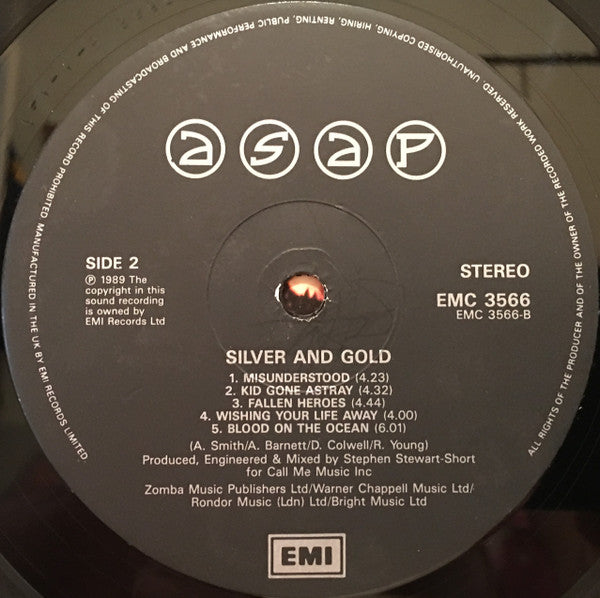 MANUFACTURED IN THE UK BY EMI RECORDS LIMITED. ALL RIGHTS OF THE PRODUCER AND OF THE OWNER OF THE RECORDED WORK RESERVED. UNAUTHORISED COPYING, HIRING, RENTING, PUBLIC PERFORMANCE AND BROADCASTING OF THIS RECORD PROHIBITED.
asap
SIDE 2
℗ 1989 The
copyright in this
sound recording
is owned by
EMI Records Ltd
STEREO
EMC 3566
EMC 3566-B
SILVER AND GOLD
1. MISUNDERSTOOD (4.23)
2. KID GONE ASTRAY (4.32)
3. FALLEN HEROES (4.44)
4. WISHING YOUR LIFE AWAY (4.00)
5. BLOOD ON THE OCEAN (6.01)
(A. Smith/A. Barnett/D. Colwell/R. Young)
Produced, Engineered & Mixed by Stephen Stewart-Short
for Call Me Music Inc
Zomba Music Publishers Ltd/Warner Chappell Music Ltd/
Rondor Music (Ldn) Ltd/Bright Music Ltd
EMI